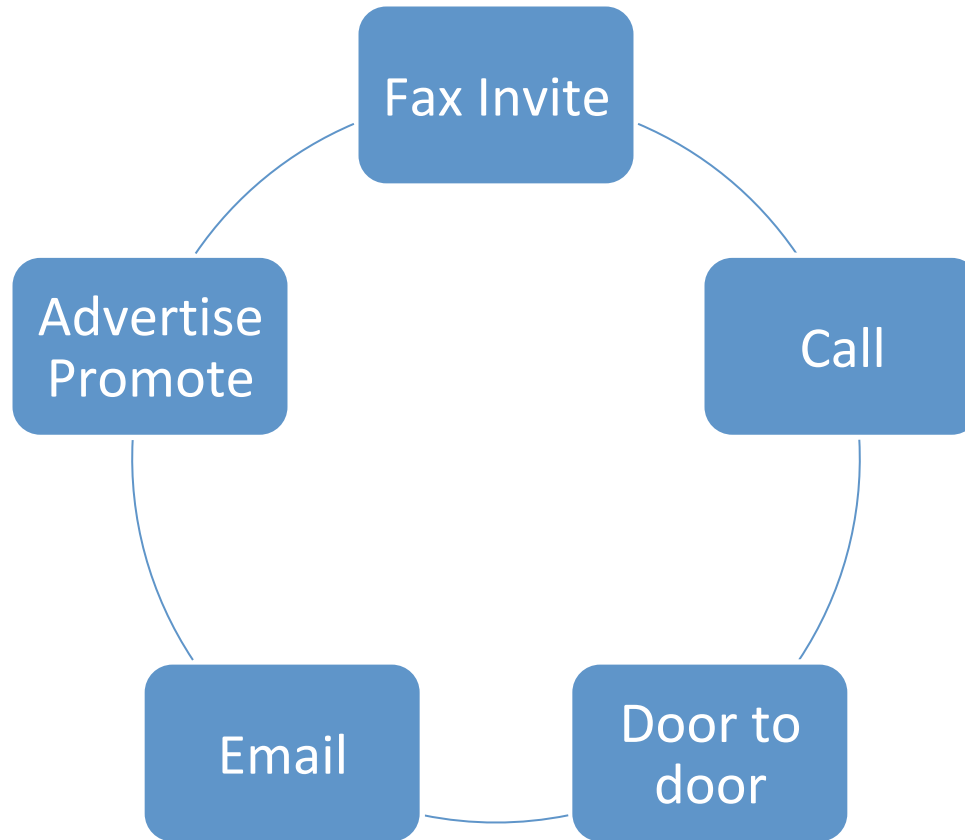 Fax Invite
Call
Door to
door
Email
Advertise
Promote